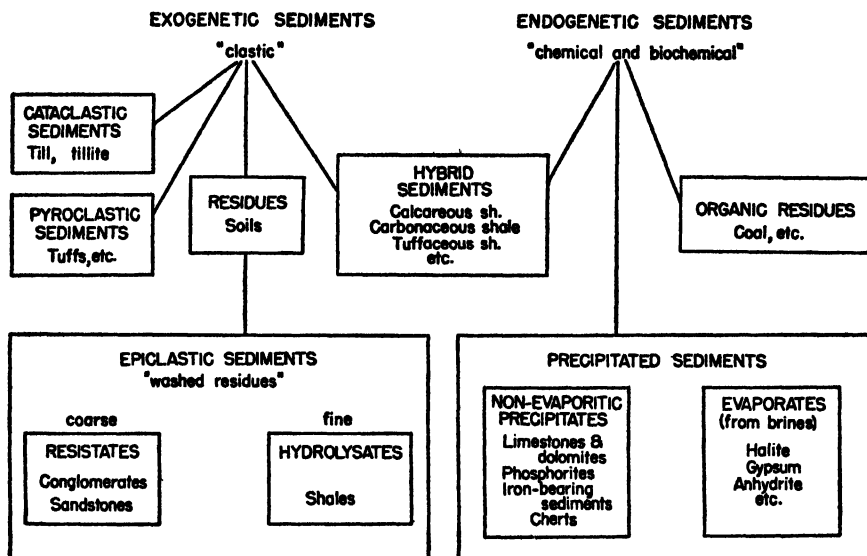 EXOGENETIC SEDIMENTS
"clastic"
ENDOGENETIC SEDIMENTS
"chemical and biochemical"
CATACLASTIC
SEDIMENTS
Till, tillite
PYROCLASTIC
SEDIMENTS
Tuffs, etc.
RESIDUES
Soils
HYBRID
SEDIMENTS
Calcareous sh.
Carbonaceous shale
Tuffaceous sh.
etc.
ORGANIC RESIDUES
Coal, etc.
EPICLASTIC SEDIMENTS
"washed residues"
coarse
RESISTATES
Conglomerates
Sandstones
fine
HYDROLYSATES
Shales
PRECIPITATED SEDIMENTS
NON-EVAPORITIC
PRECIPITATES
Limestones &
dolomites
Phosphorites
Iron-bearing
sediments
Cherts
EVAPORATES
(from brines)
Halite
Gypsum
Anhydrite
etc.